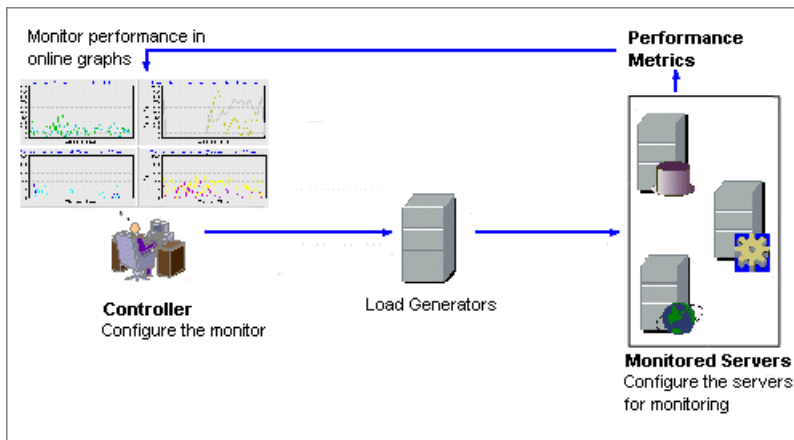 Monitor performance in
online graphs
Performance
Metrics
Load Generators
Controller
Configure the monitor
Monitored Servers
Configure the servers
for monitoring